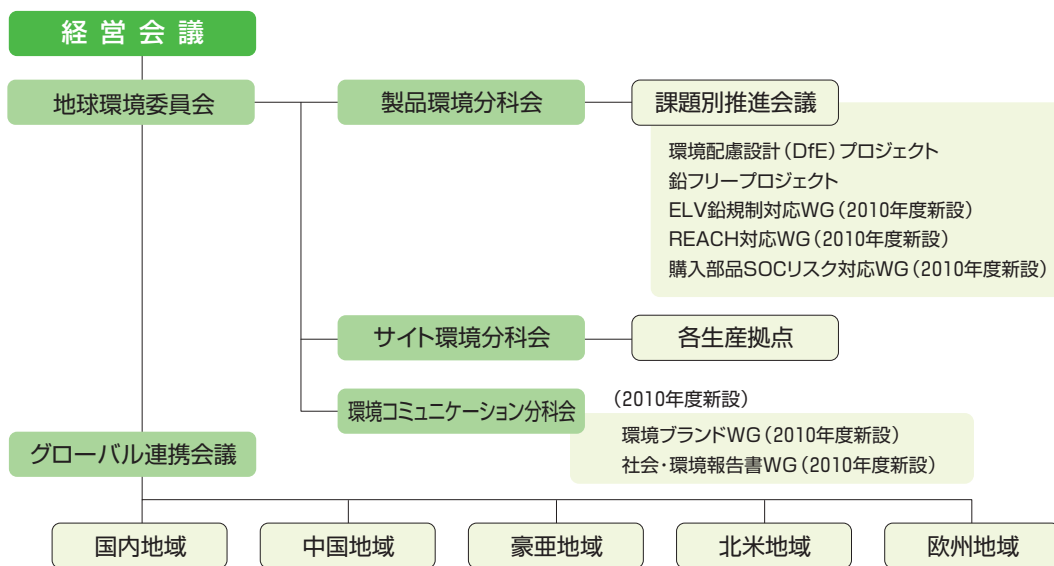 経営会議
地球環境委員会
製品環境分科会
課題別推進会議
環境配慮設計(DfE)プロジェクト
鉛フリープロジェクト
ELV鉛規制対応WG(2010年度新設)
REACH対応WG(2010年度新設)
購入部品SOCリスク対応WG(2010年度新設)
サイト環境分科会
各生産拠点
環境コミュニケーション分科会
(2010年度新設)
環境ブランドWG(2010年度新設)
社会・環境報告書WG(2010年度新設)
グローバル連携会議
国内地域
中国地域
豪亜地域
北米地域
欧州地域